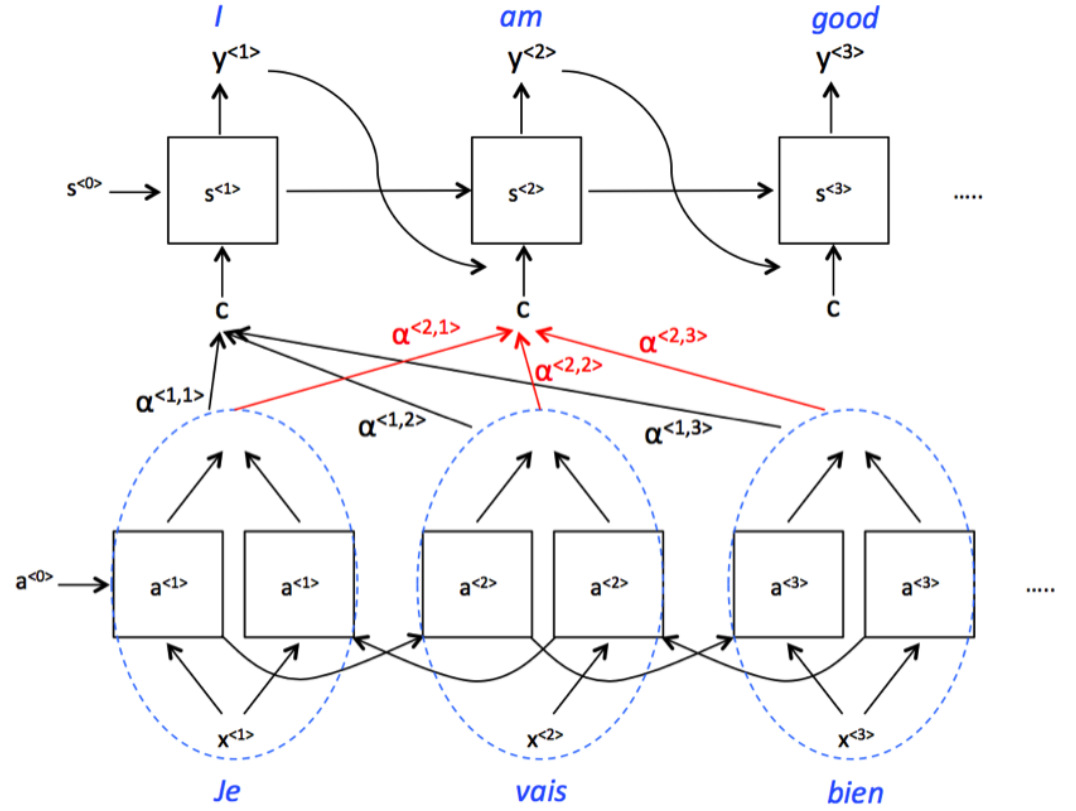 I am good
y<1> y<2> y<3>
s<0> s<1> s<2> s<3> .....
c c c
α<2,1> α<2,2> α<2,3>
α<1,1> α<1,2> α<1,3>
a<0> a<1> a<1> a<2> a<2> a<3> a<3> .....
x<1> x<2> x<3>
Je vais bien